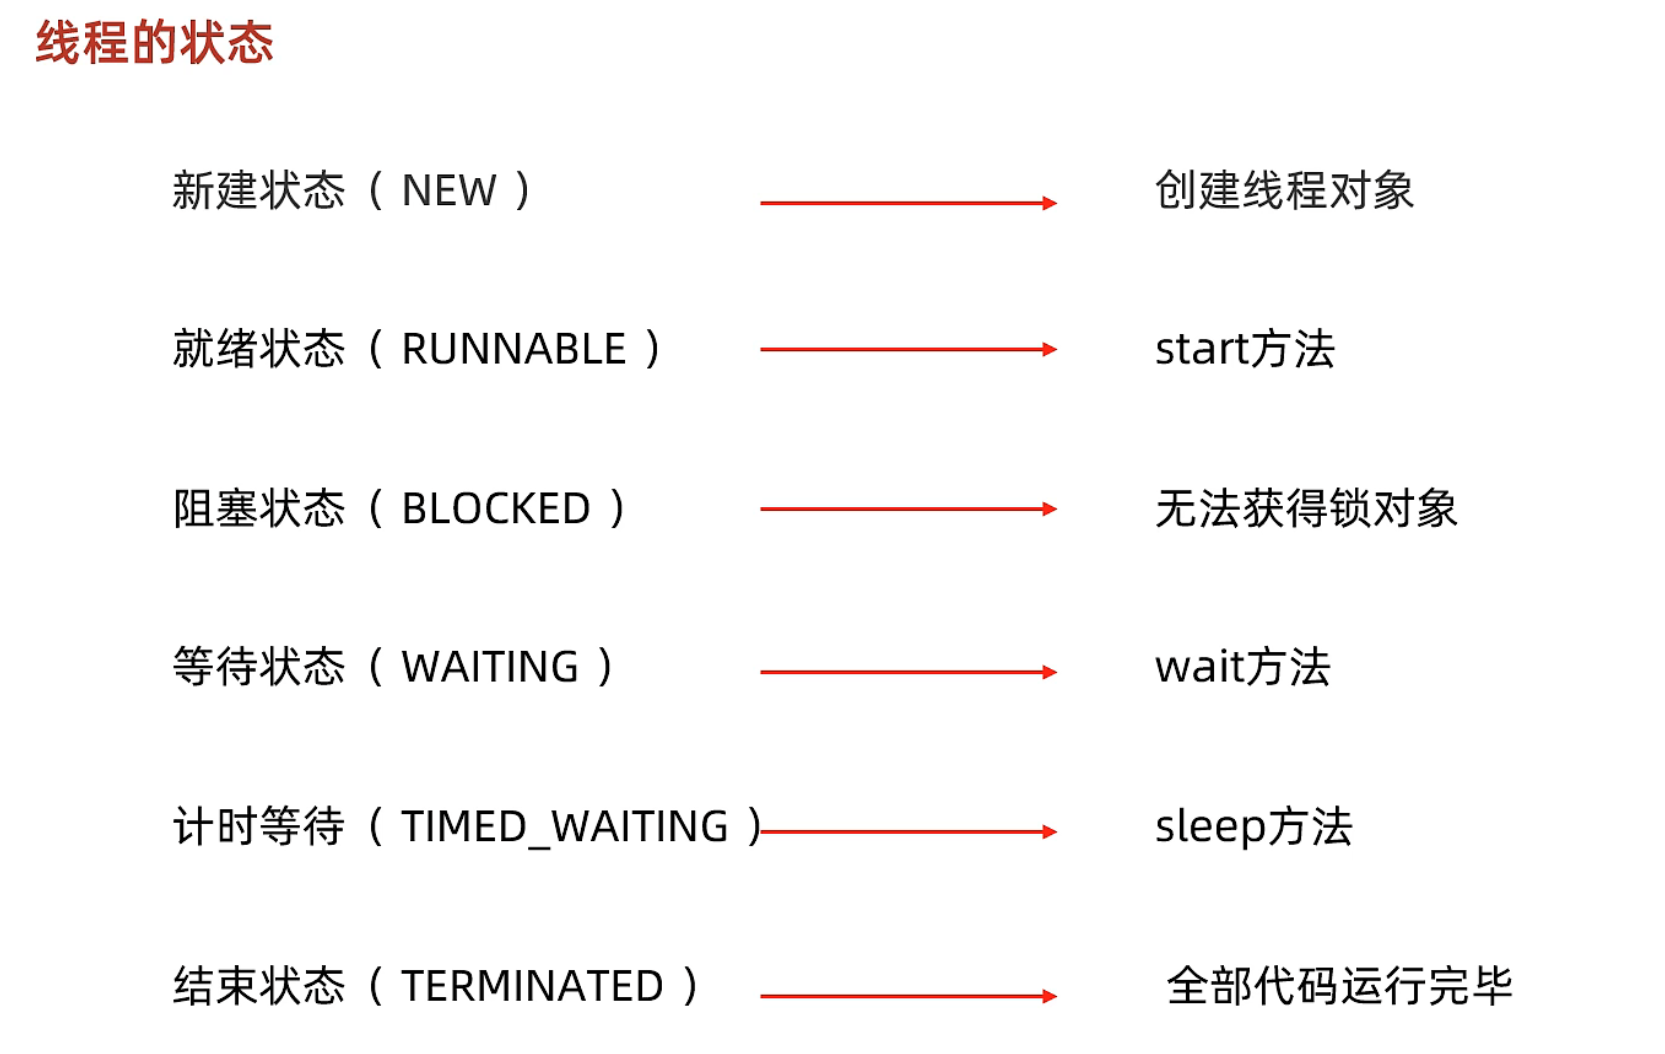 线程的状态
新建状态（ NEW ） 创建线程对象
就绪状态（ RUNNABLE ） start方法
阻塞状态（ BLOCKED ） 无法获得锁对象
等待状态（ WAITING ） wait方法
计时等待（ TIMED_WAITING ） sleep方法
结束状态（ TERMINATED ） 全部代码运行完毕